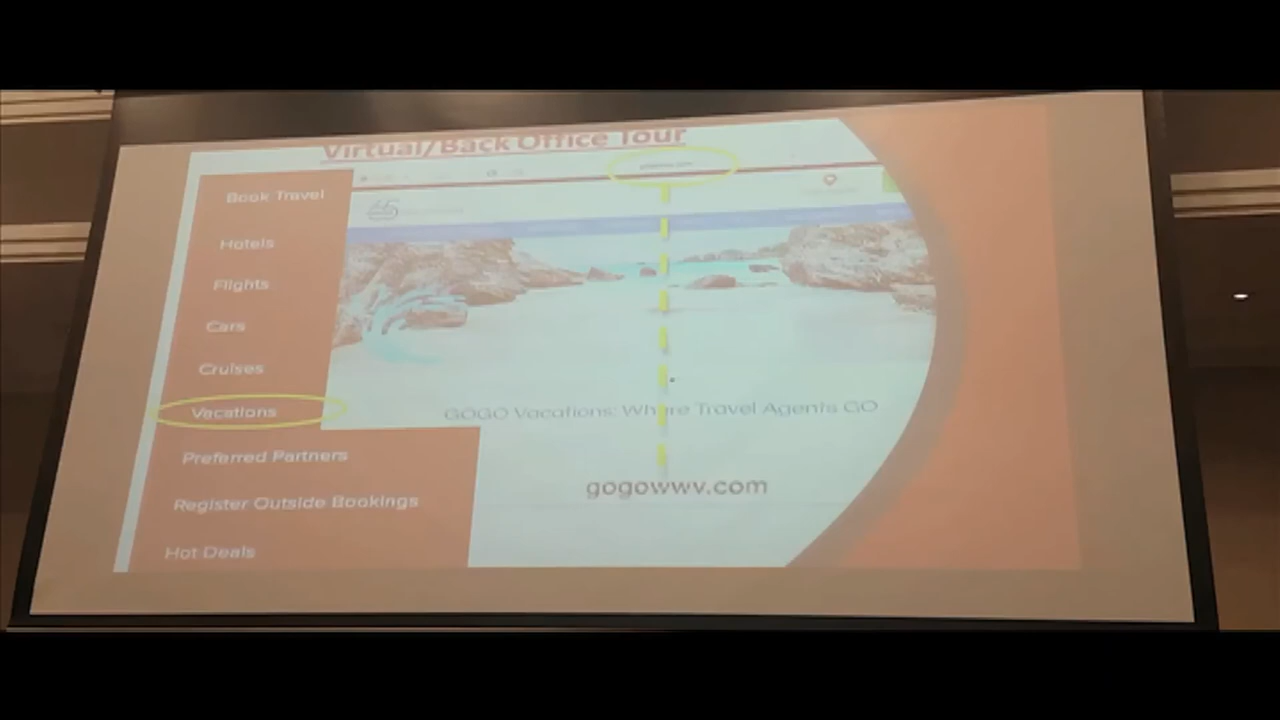 Virtual/Back Office Tour
Book Travel
Hotels
Flights
Cars
Cruises
Vacations
Preferred Partners
Register Outside Bookings
Hot Deals
45
GOGO Vacations: Where Travel Agents GO
gogowwv.com